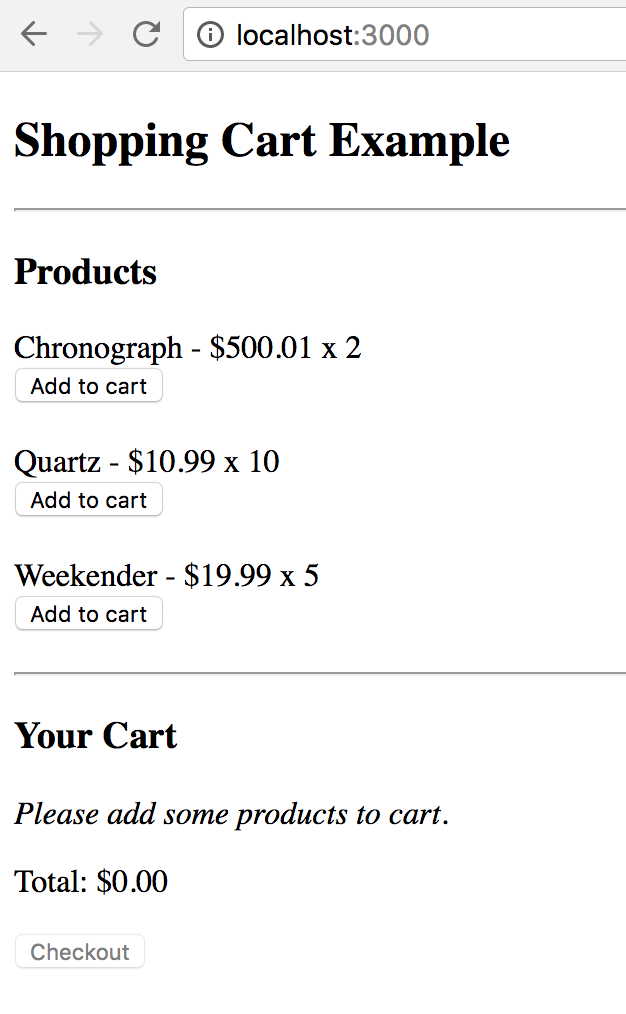 localhost:3000
Shopping Cart Example
Products
Chronograph - $500.01 x 2
Add to cart
Quartz - $10.99 x 10
Add to cart
Weekender - $19.99 x 5
Add to cart
Your Cart
Please add some products to cart.
Total: $0.00
Checkout